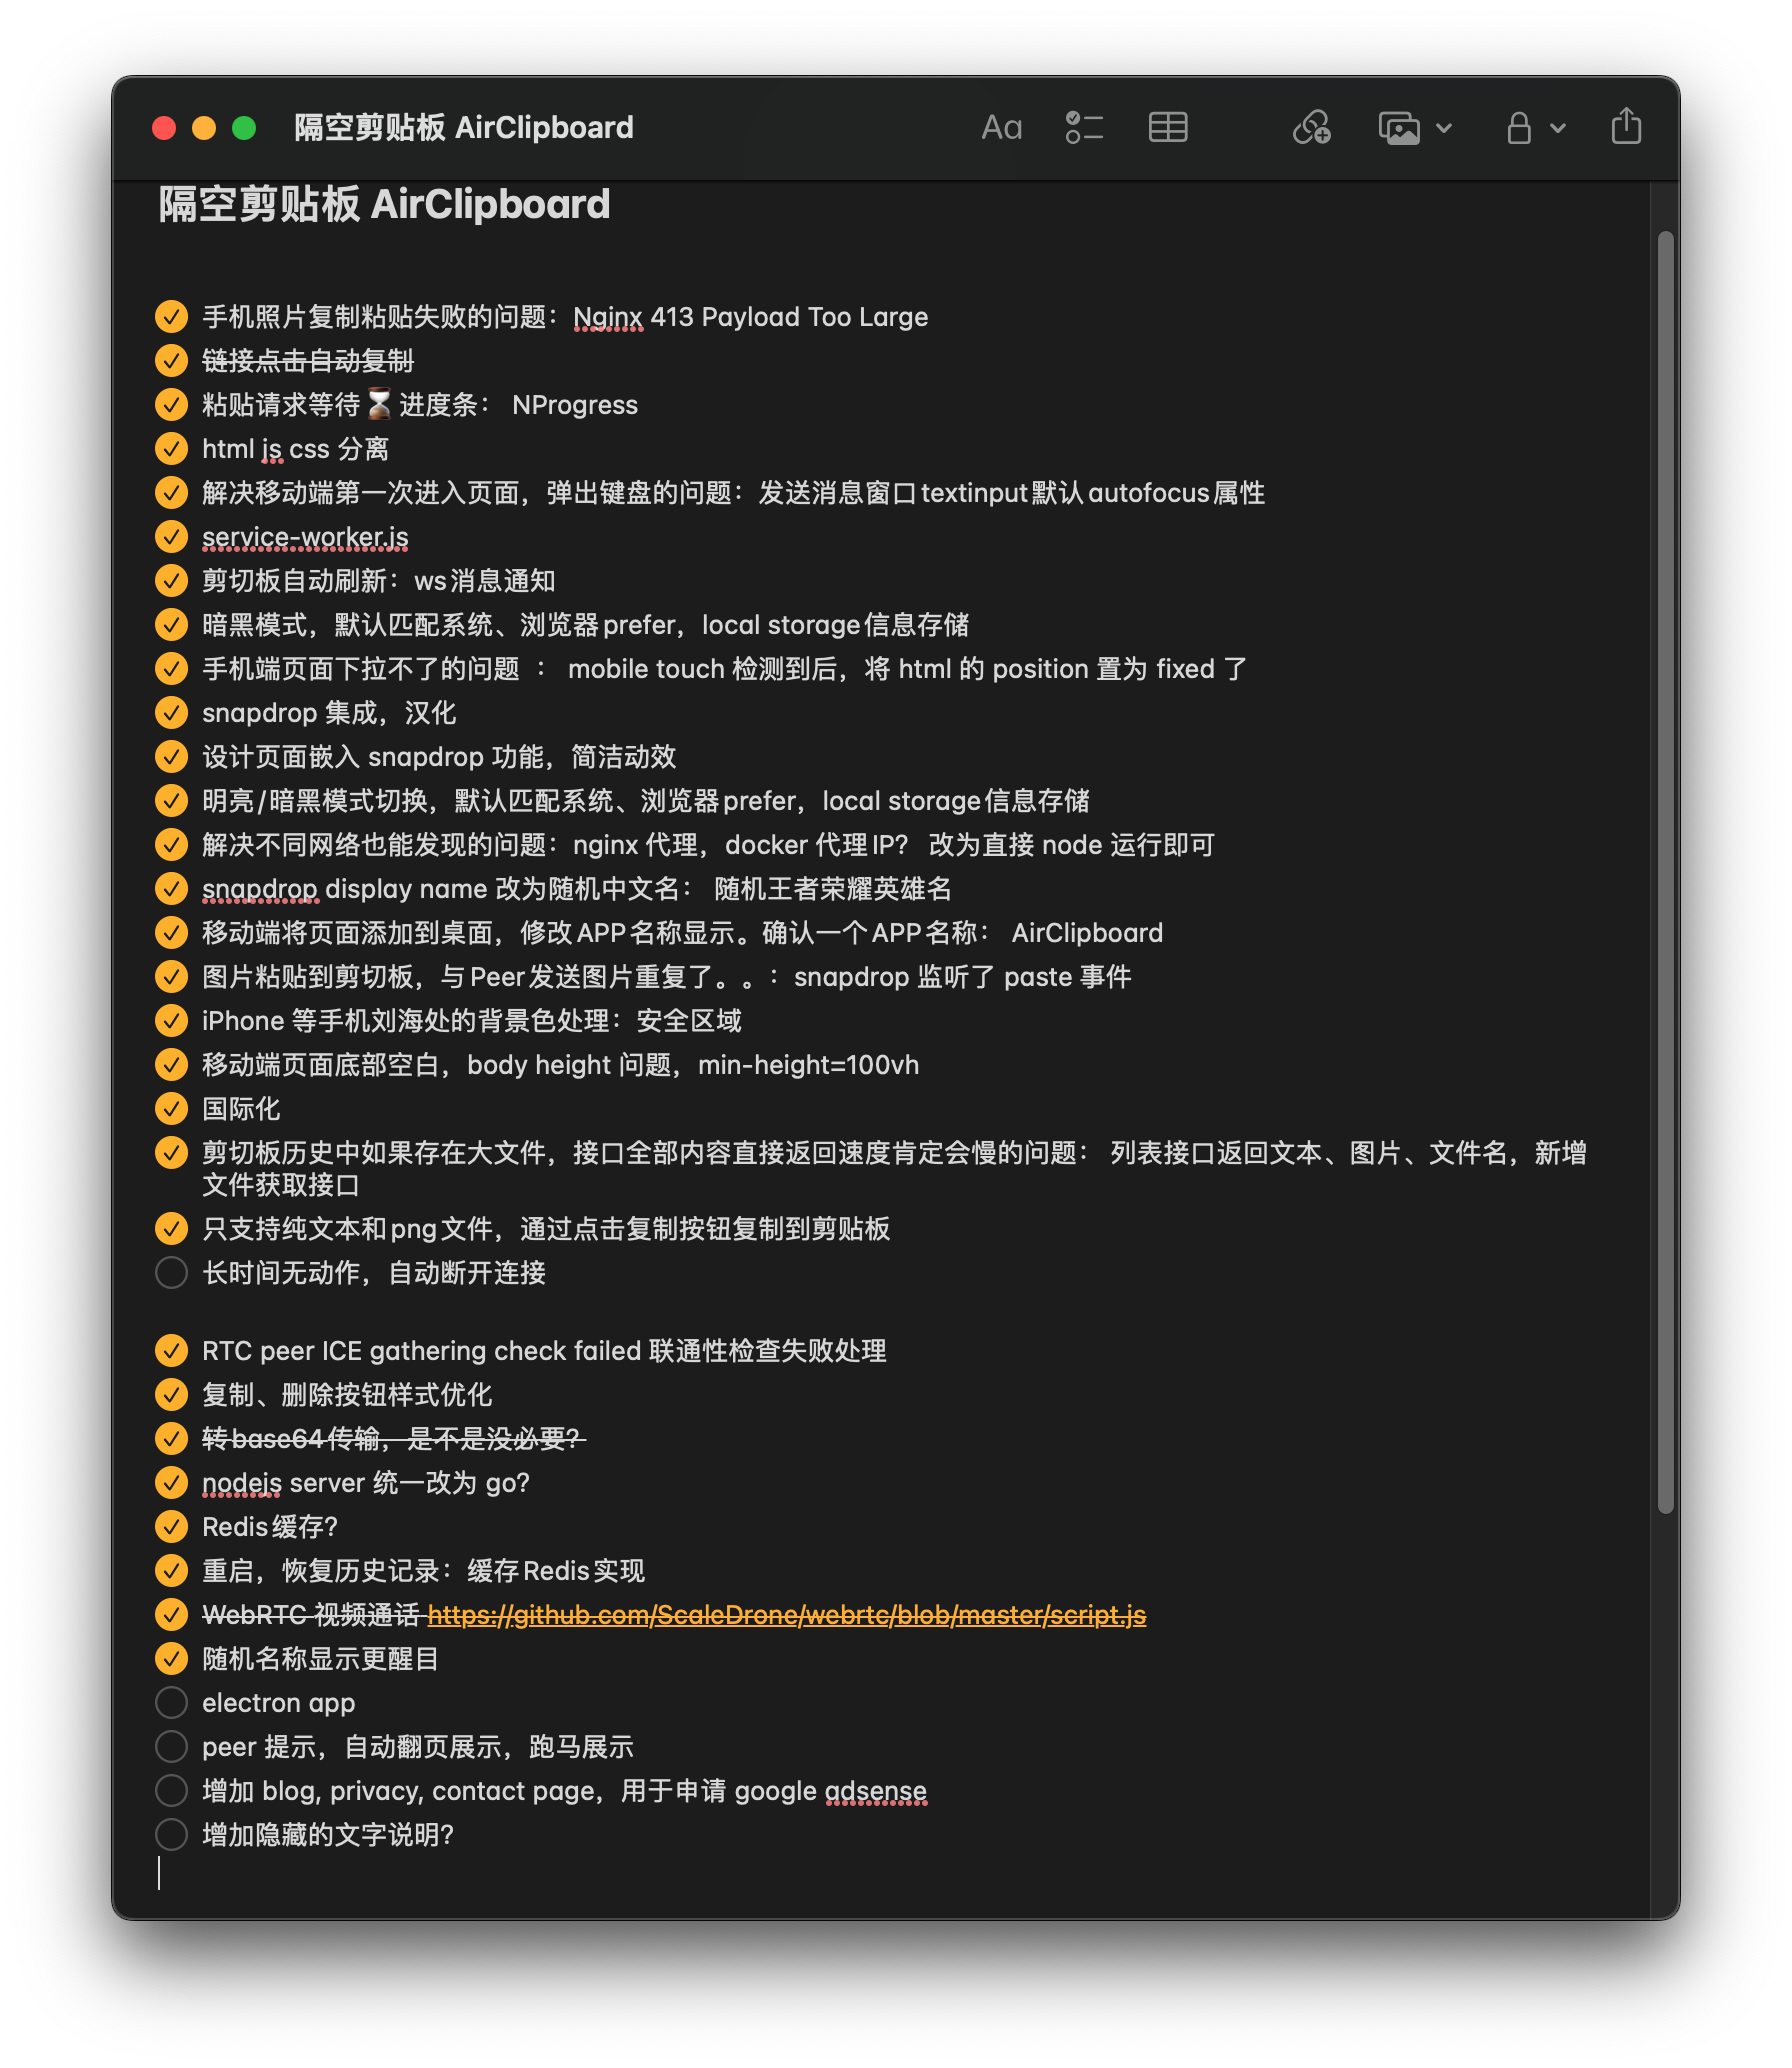 隔空剪贴板 AirClipboard
Aa
隔空剪贴板 AirClipboard
手机照片复制粘贴失败的问题：Nginx 413 Payload Too Large
链接点击自动复制
粘贴请求等待⏳进度条： NProgress
html js css 分离
解决移动端第一次进入页面，弹出键盘的问题：发送消息窗口textinput默认autofocus属性
service-worker.js
剪切板自动刷新：ws消息通知
暗黑模式，默认匹配系统、浏览器prefer，local storage信息存储
手机端页面下拉不了的问题 ： mobile touch 检测到后，将 html 的 position 置为 fixed 了
snapdrop 集成，汉化
设计页面嵌入 snapdrop 功能，简洁动效
明亮/暗黑模式切换，默认匹配系统、浏览器prefer，local storage信息存储
解决不同网络也能发现的问题：nginx 代理，docker 代理IP？ 改为直接 node 运行即可
snapdrop display name 改为随机中文名： 随机王者荣耀英雄名
移动端将页面添加到桌面，修改APP名称显示。确认一个APP名称： AirClipboard
图片粘贴到剪切板，与Peer发送图片重复了。。：snapdrop 监听了 paste 事件
iPhone 等手机刘海处的背景色处理：安全区域
移动端页面底部空白，body height 问题，min-height=100vh
国际化
剪切板历史中如果存在大文件，接口全部内容直接返回速度肯定会慢的问题： 列表接口返回文本、图片、文件名，新增
文件获取接口
只支持纯文本和png文件，通过点击复制按钮复制到剪贴板
长时间无动作，自动断开连接
RTC peer ICE gathering check failed 联通性检查失败处理
复制、删除按钮样式优化
转base64传输，是不是没必要？
nodejs server 统一改为 go?
Redis缓存?
重启，恢复历史记录：缓存Redis实现
WebRTC 视频通话 https://github.com/ScaleDrone/webrtc/blob/master/script.js
随机名称显示更醒目
electron app
peer 提示，自动翻页展示，跑马展示
增加 blog, privacy, contact page，用于申请 google adsense
增加隐藏的文字说明?